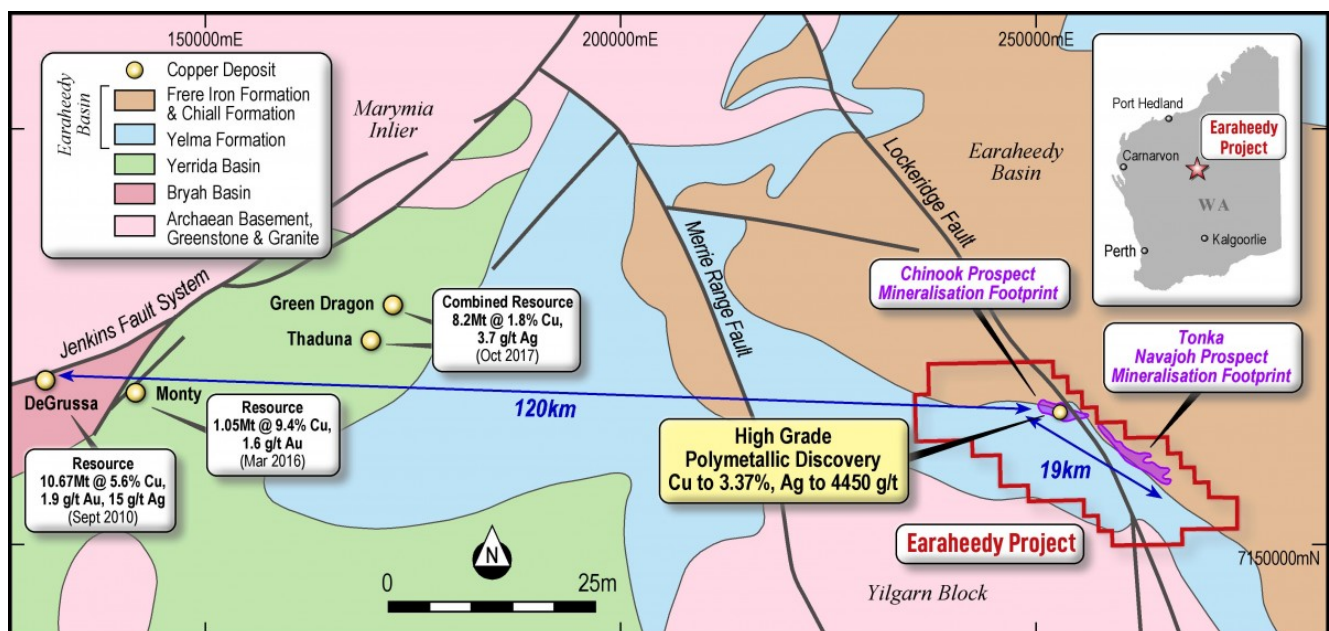 150000mE
200000mE
250000mE
Earaheedy
Basin
Copper Deposit
Frere Iron Formation
& Chiall Formation
Yelma Formation
Yerrida Basin
Bryah Basin
Archaean Basement,
Greenstone & Granite
Marymia
Inlier
Lockeridge Fault
Earaheedy
Basin
Port Hedland
Earaheedy
Project
Carnarvon
WA
Perth
Kalgoorlie
Jenkins Fault System
Merrie Range Fault
Chinook Prospect
Mineralisation Footprint
Tonka
Navajoh Prospect
Mineralisation Footprint
Green Dragon
Thaduna
Combined Resource
8.2Mt @ 1.8% Cu,
3.7 g/t Ag
(Oct 2017)
DeGrussa
Monty
120km
Resource
1.05Mt @ 9.4% Cu,
1.6 g/t Au
(Mar 2016)
Resource
10.67Mt @ 5.6% Cu,
1.9 g/t Au, 15 g/t Ag
(Sept 2010)
High Grade
Polymetallic Discovery
Cu to 3.37%, Ag to 4450 g/t
19km
Earaheedy Project
7150000mN
Yilgarn Block
N
0
25m